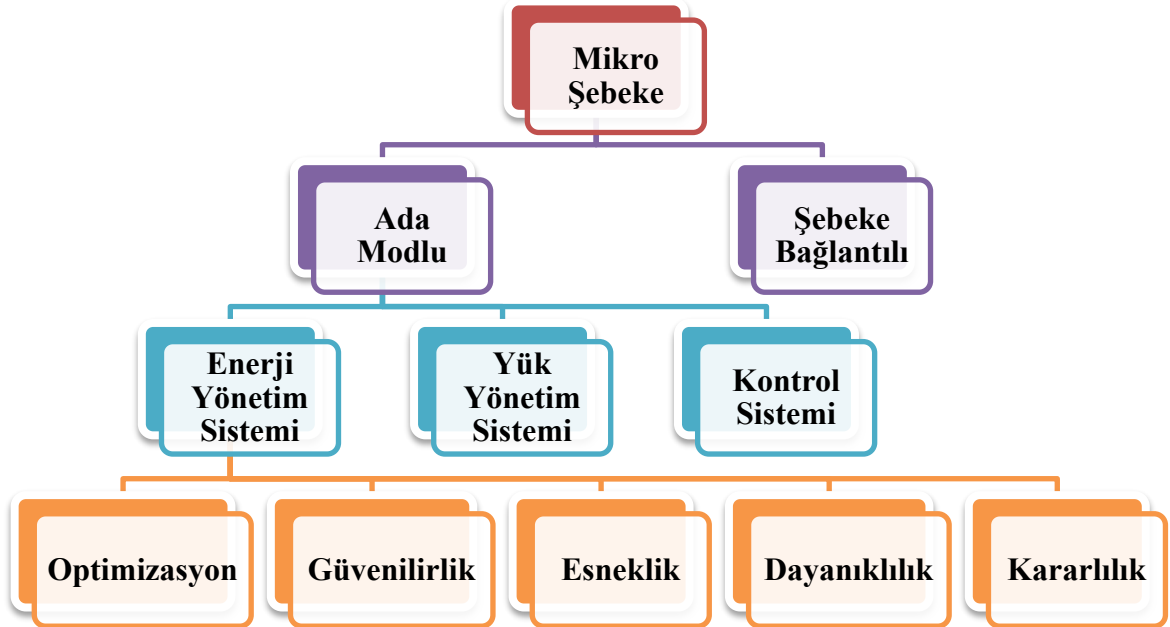 Mikro
Şebeke
Ada
Modlu
Şebeke
Bağlantılı
Enerji
Yönetim
Sistemi
Yük
Yönetim
Sistemi
Kontrol
Sistemi
Optimizasyon
Güvenilirlik
Esneklik
Dayanıklılık
Kararlılık